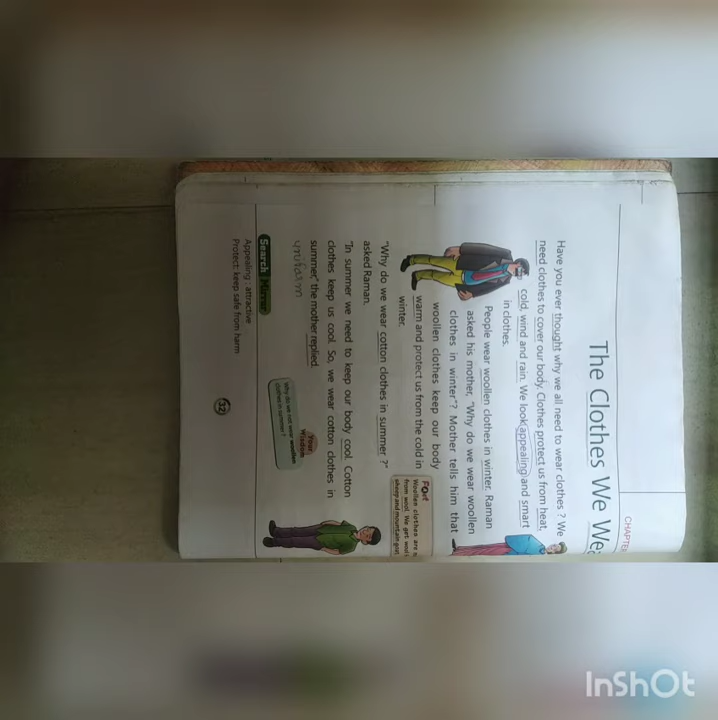 CHAPTER
The Clothes We Wea
Have you ever thought why we all need to wear clothes ? We
need clothes to cover our body. Clothes protect us from heat,
cold, wind and rain. We look appealing and smart
in clothes.
People wear woollen clothes in winter. Raman
asked his mother, "Why do we wear woollen
clothes in winter"? Mother tells him that
woollen clothes keep our body
warm and protect us from the cold in
winter.
Fact
Woollen clothes are
from wool. We get wool
sheep and mountain goat
"Why do we wear cotton clothes in summer ?"
asked Raman.
"In summer we need to keep our body cool. Cotton
clothes keep us cool. So, we wear cotton clothes in
summer," the mother replied.
Your
Wisdom
Why do we not wear woollen
clothes in summer ?
Search Mirror
Appealing : attractive
Protect: keep safe from harm
132
InShOt